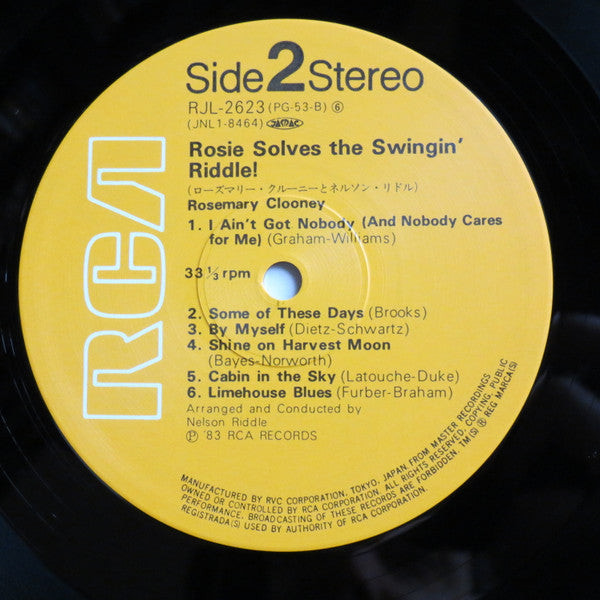 Side 2 Stereo
RJL-2623 (PG-53-B) ⑥
(JNL1-8464) JASRAC
Rosie Solves the Swingin'
Riddle!
(ローズマリー・クルーニーとネルソン・リドル)
Rosemary Clooney
1. I Ain't Got Nobody (And Nobody Cares
for Me) (Graham-Williams)
33 1/3 rpm
2. Some of These Days (Brooks)
3. By Myself (Dietz-Schwartz)
4. Shine on Harvest Moon
(Bayes-Norworth)
5. Cabin in the Sky (Latouche-Duke)
6. Limehouse Blues (Furber-Braham)
Arranged and Conducted by
Nelson Riddle
Ⓟ '83 RCA RECORDS
RCA
MANUFACTURED BY RVC CORPORATION, TOKYO, JAPAN FROM MASTER RECORDINGS
OWNED OR CONTROLLED BY RCA CORPORATION. ALL RIGHTS RESERVED, COPYING, PUBLIC
PERFORMANCE, BROADCASTING OF THESE RECORDS ARE FORBIDDEN. TM(S) ® REG MARCA(S)
REGISTRADA(S) USED BY AUTHORITY OF RCA CORPORATION.